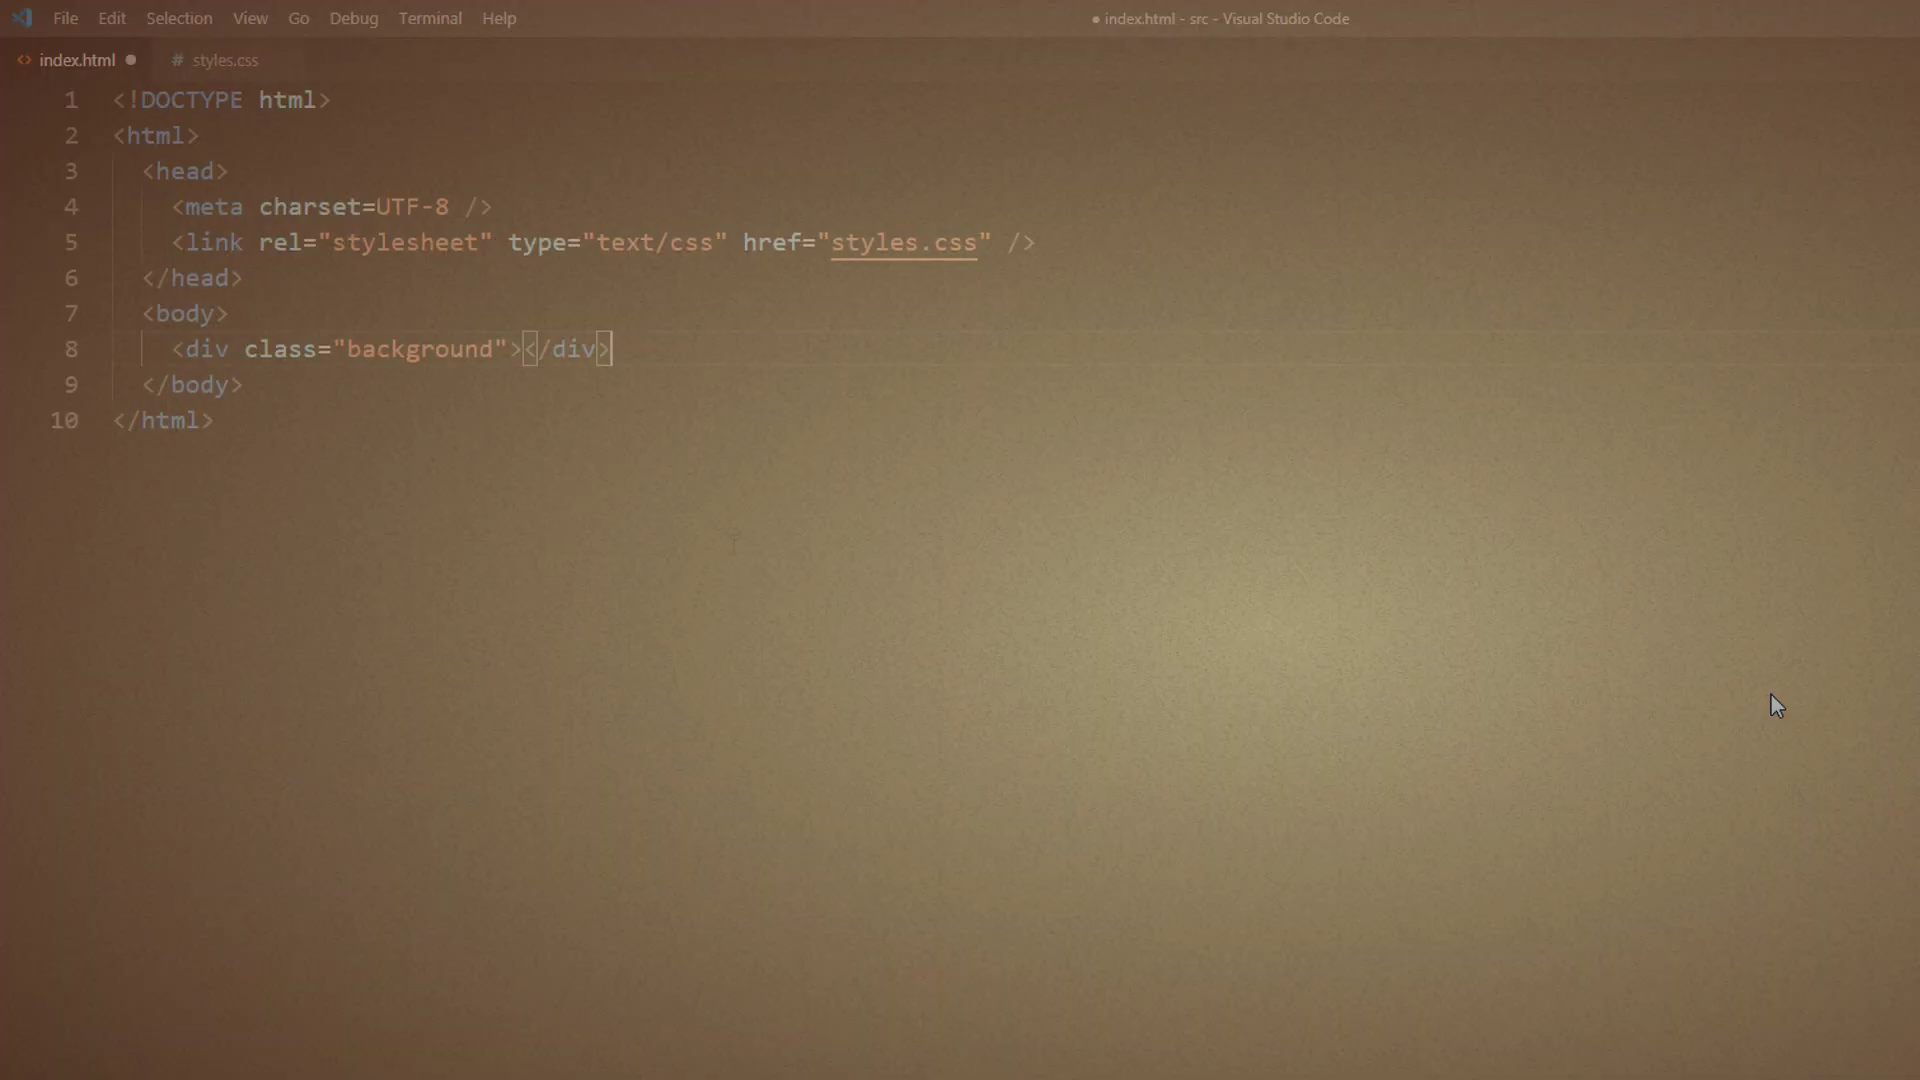 File Edit Selection View Go Debug Terminal Help ● index.html - src - Visual Studio Code
<> index.html ● # styles.css
1 <!DOCTYPE html>
2 <html>
3 <head>
4 <meta charset=UTF-8 />
5 <link rel="stylesheet" type="text/css" href="styles.css" />
6 </head>
7 <body>
8 <div class="background"></div>
9 </body>
10 </html>